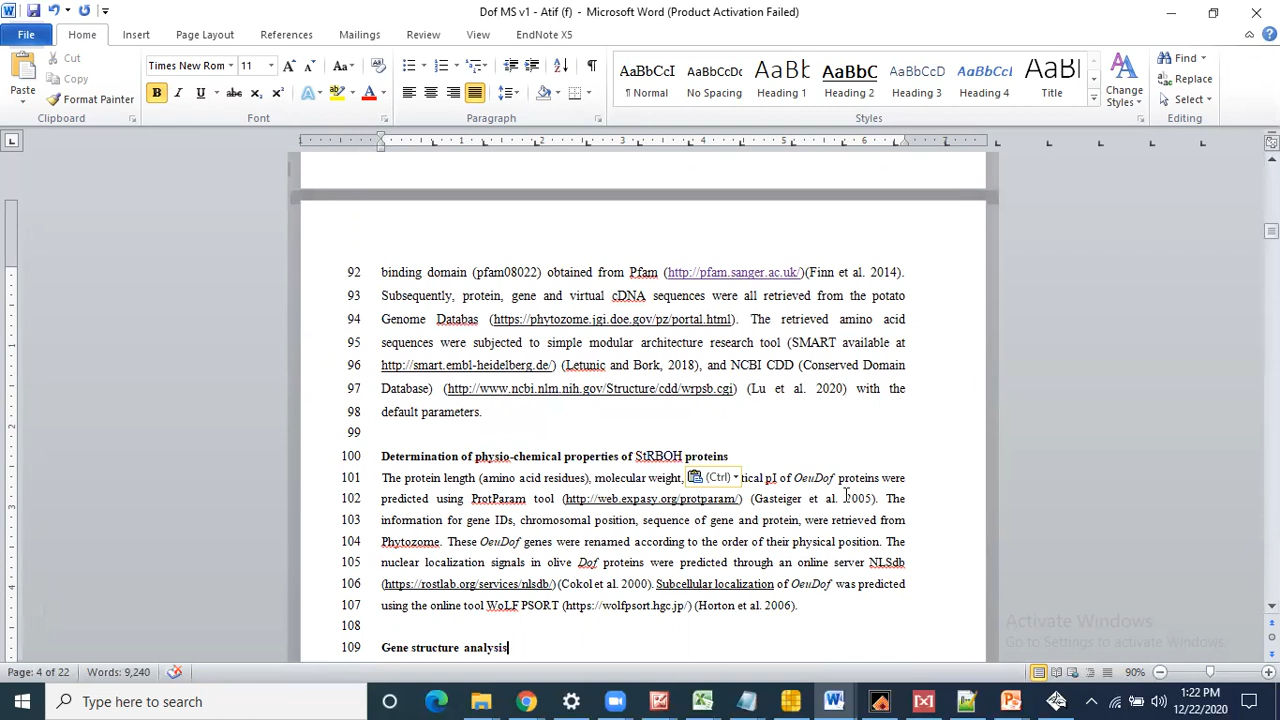 Dof MS v1 - Atif (f) - Microsoft Word (Product Activation Failed)
File Home Insert Page Layout References Mailings Review View EndNote X5
Paste
Cut
Copy
Format Painter
Clipboard
Times New Rom 11
Font
Paragraph
AaBbCcI AaBbCcDc AaBbC AaBbC AaBbCcD AaBbCcI AaBI
¶ Normal No Spacing Heading 1 Heading 2 Heading 3 Heading 4 Title
Change Styles
Styles
Find
Replace
Select
Editing
92 binding domain (pfam08022) obtained from Pfam (http://pfam.sanger.ac.uk/)(Finn et al. 2014).
93 Subsequently, protein, gene and virtual cDNA sequences were all retrieved from the potato
94 Genome Databas (https://phytozome.jgi.doe.gov/pz/portal.html). The retrieved amino acid
95 sequences were subjected to simple modular architecture research tool (SMART available at
96 http://smart.embl-heidelberg.de/) (Letunic and Bork, 2018), and NCBI CDD (Conserved Domain
97 Database) (http://www.ncbi.nlm.nih.gov/Structure/cdd/wrpsb.cgi) (Lu et al. 2020) with the
98 default parameters.
99
100 Determination of physio-chemical properties of StRBOH proteins
101 The protein length (amino acid residues), molecular weight, (Ctrl) tical pI of OeuDof proteins were
102 predicted using ProtParam tool (http://web.expasy.org/protparam/) (Gasteiger et al. 2005). The
103 information for gene IDs, chromosomal position, sequence of gene and protein, were retrieved from
104 Phytozome. These OeuDof genes were renamed according to the order of their physical position. The
105 nuclear localization signals in olive Dof proteins were predicted through an online server NLSdb
106 (https://rostlab.org/services/nlsdb/)(Cokol et al. 2000). Subcellular localization of OeuDof was predicted
107 using the online tool WoLF PSORT (https://wolfpsort.hgc.jp/) (Horton et al. 2006).
108
109 Gene structure analysis
Activate Windows
Go to Settings to activate Windows.
Page: 4 of 22 Words: 9,240 90%
Type here to search
1:22 PM
12/22/2020